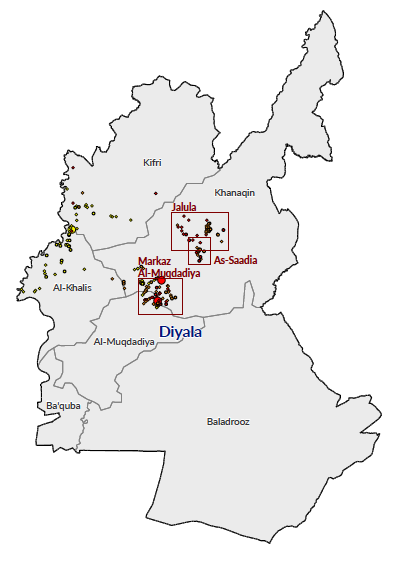 Kifri
Khanaqin
Jalula
As-Saadia
Markaz
Al-Muqdadiya
Al-Khalis
Diyala
Al-Muqdadiya
Ba'quba
Baladrooz